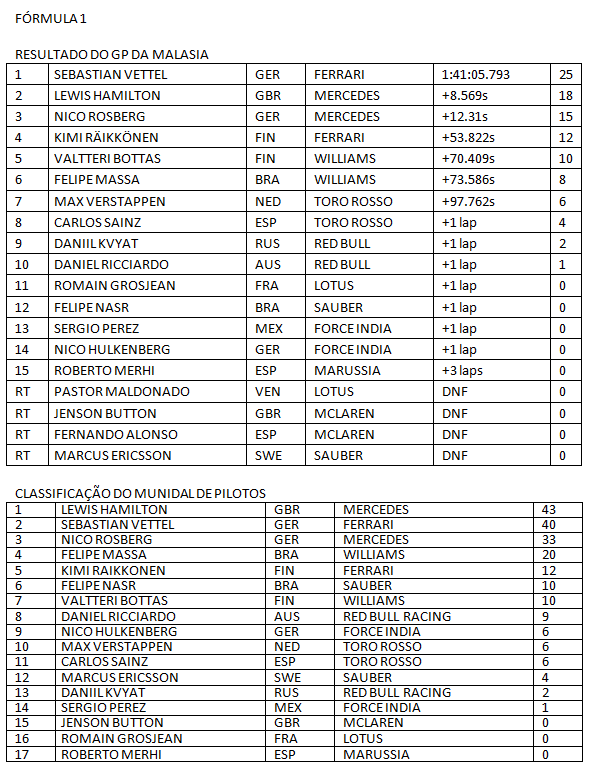 FÓRMULA 1
RESULTADO DO GP DA MALASIA
1 SEBASTIAN VETTEL GER FERRARI 1:41:05.793 25
2 LEWIS HAMILTON GBR MERCEDES +8.569s 18
3 NICO ROSBERG GER MERCEDES +12.31s 15
4 KIMI RÄIKKÖNEN FIN FERRARI +53.822s 12
5 VALTTERI BOTTAS FIN WILLIAMS +70.409s 10
6 FELIPE MASSA BRA WILLIAMS +73.586s 8
7 MAX VERSTAPPEN NED TORO ROSSO +97.762s 6
8 CARLOS SAINZ ESP TORO ROSSO +1 lap 4
9 DANIIL KVYAT RUS RED BULL +1 lap 2
10 DANIEL RICCIARDO AUS RED BULL +1 lap 1
11 ROMAIN GROSJEAN FRA LOTUS +1 lap 0
12 FELIPE NASR BRA SAUBER +1 lap 0
13 SERGIO PEREZ MEX FORCE INDIA +1 lap 0
14 NICO HULKENBERG GER FORCE INDIA +1 lap 0
15 ROBERTO MERHI ESP MARUSSIA +3 laps 0
RT PASTOR MALDONADO VEN LOTUS DNF 0
RT JENSON BUTTON GBR MCLAREN DNF 0
RT FERNANDO ALONSO ESP MCLAREN DNF 0
RT MARCUS ERICSSON SWE SAUBER DNF 0
CLASSIFICAÇÃO DO MUNIDAL DE PILOTOS
1 LEWIS HAMILTON GBR MERCEDES 43
2 SEBASTIAN VETTEL GER FERRARI 40
3 NICO ROSBERG GER MERCEDES 33
4 FELIPE MASSA BRA WILLIAMS 20
5 KIMI RAIKKONEN FIN FERRARI 12
6 FELIPE NASR BRA SAUBER 10
7 VALTTERI BOTTAS FIN WILLIAMS 10
8 DANIEL RICCIARDO AUS RED BULL RACING 9
9 NICO HULKENBERG GER FORCE INDIA 6
10 MAX VERSTAPPEN NED TORO ROSSO 6
11 CARLOS SAINZ ESP TORO ROSSO 6
12 MARCUS ERICSSON SWE SAUBER 4
13 DANIIL KVYAT RUS RED BULL RACING 2
14 SERGIO PEREZ MEX FORCE INDIA 1
15 JENSON BUTTON GBR MCLAREN 0
16 ROMAIN GROSJEAN FRA LOTUS 0
17 ROBERTO MERHI ESP MARUSSIA 0